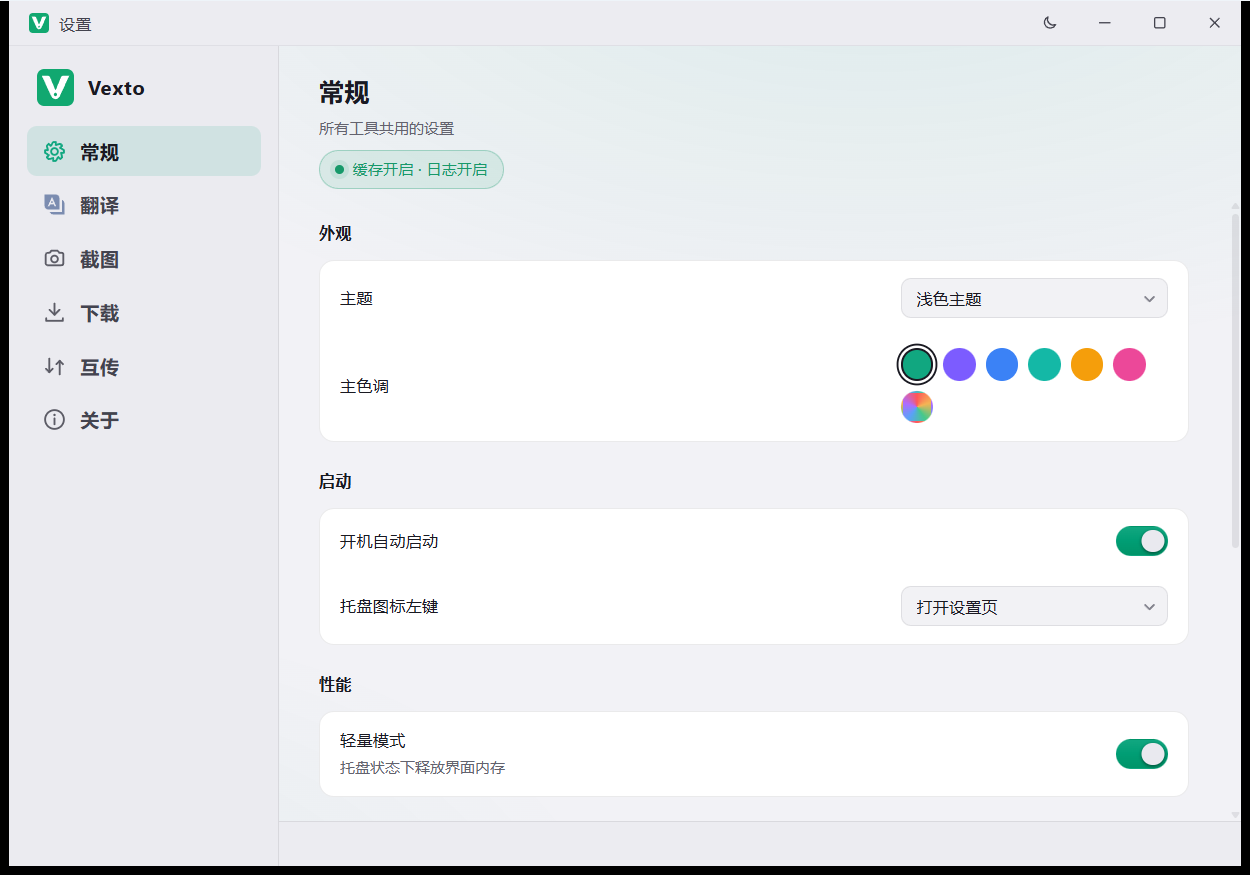 设置
Vexto
常规
翻译
截图
下载
互传
关于
常规
所有工具共用的设置
缓存开启 · 日志开启
外观
主题
浅色主题
主色调
启动
开机自动启动
托盘图标左键
打开设置页
性能
轻量模式
托盘状态下释放界面内存